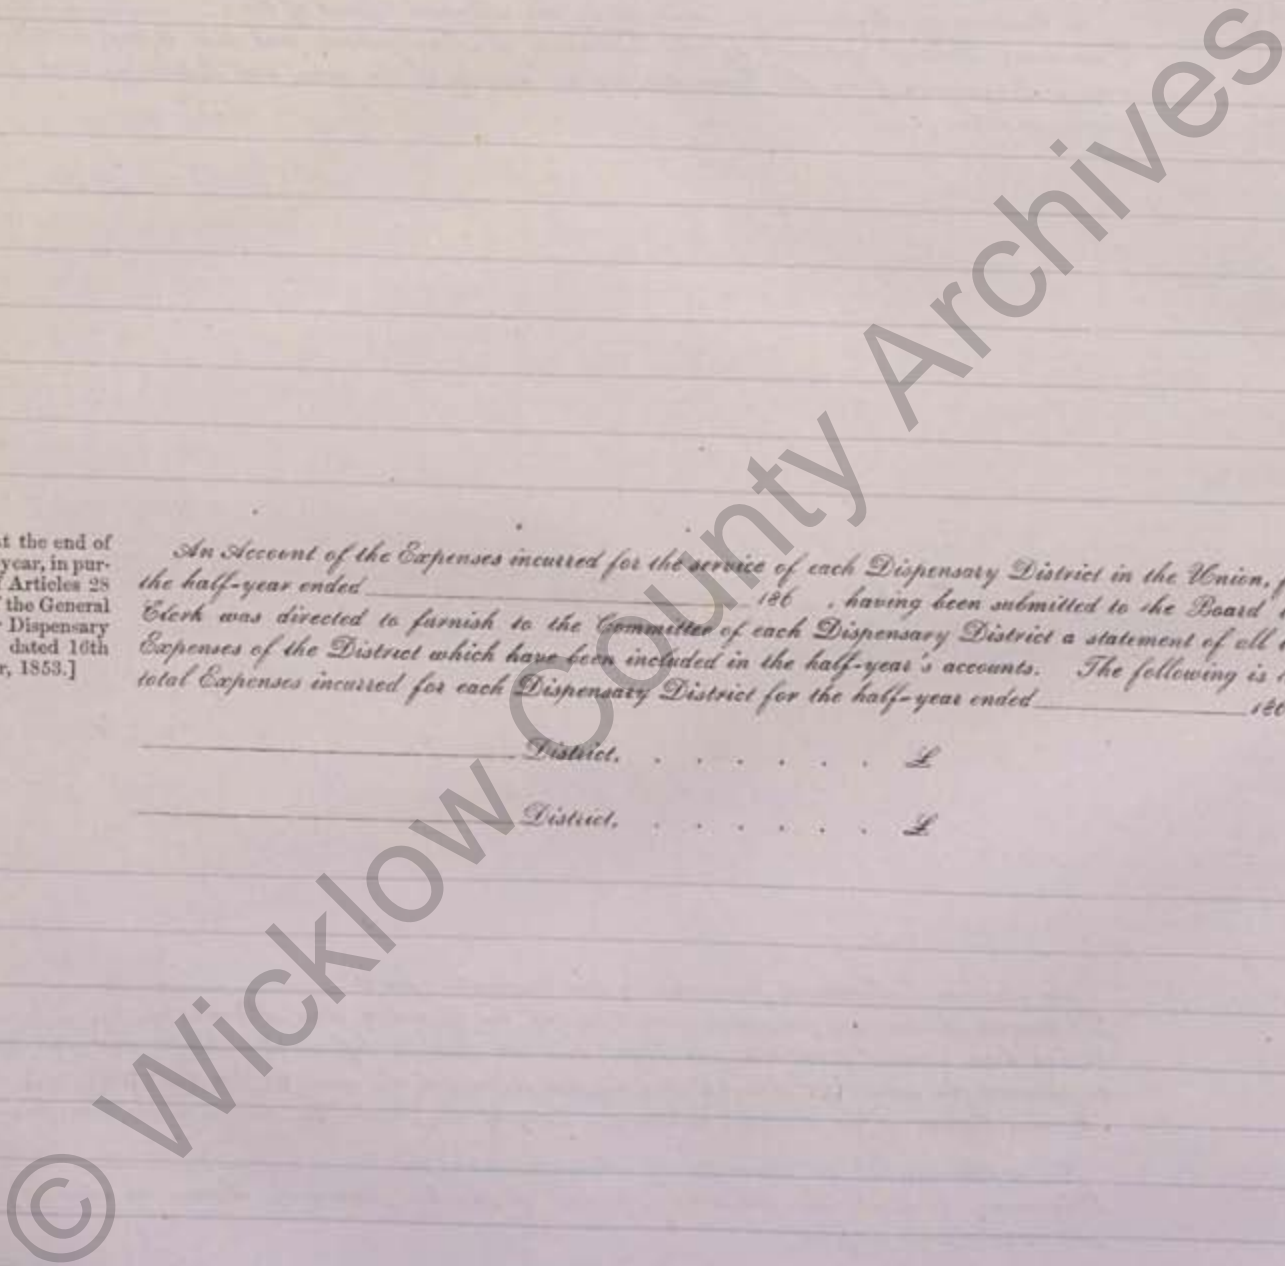 t the end of
year, in pur-
Articles 28
the General
Dispensary
dated 16th
r, 1853.]
An Account of the Expenses incurred for the service of each Dispensary District in the Union, f
the half-year ended 186 , having been submitted to the Board
Clerk was directed to furnish to the Committee of each Dispensary District a statement of all
Expenses of the District which have been included in the half-year's accounts. The following is
total Expenses incurred for each Dispensary District for the half-year ended 186
District, . . . . . . £
District, . . . . . . £
© Wicklow County Archives